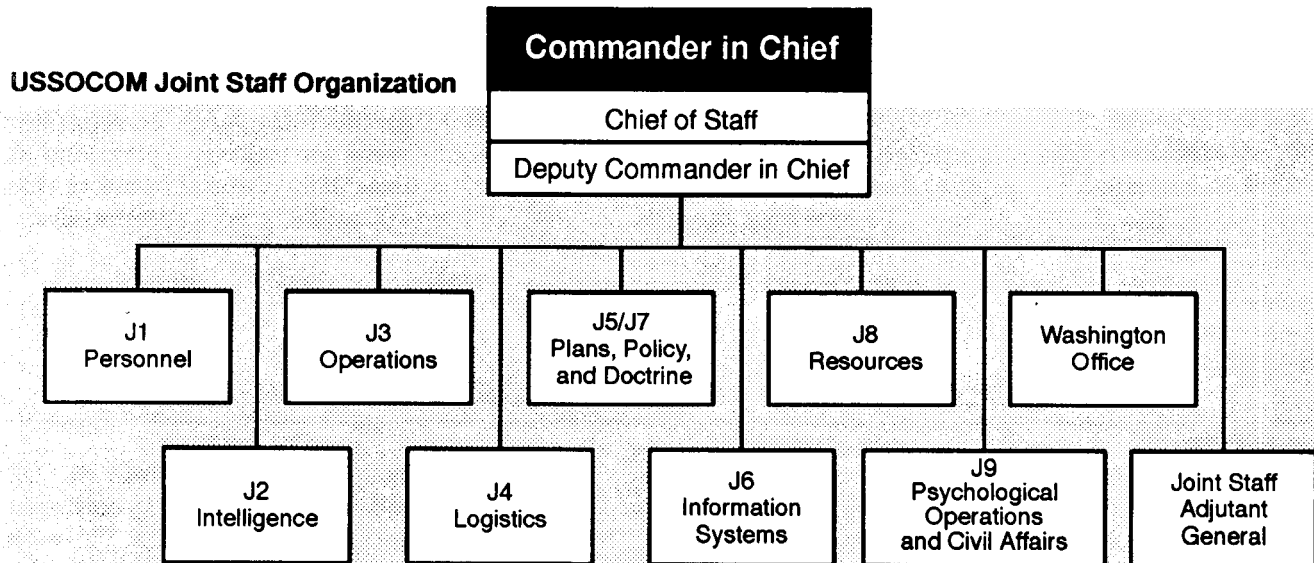 Commander in Chief
USSOCOM Joint Staff Organization
Chief of Staff
Deputy Commander in Chief
J1
Personnel
J3
Operations
J5/J7
Plans, Policy,
and Doctrine
J8
Resources
Washington
Office
J2
Intelligence
J4
Logistics
J6
Information
Systems
J9
Psychological
Operations
and Civil Affairs
Joint Staff
Adjutant
General